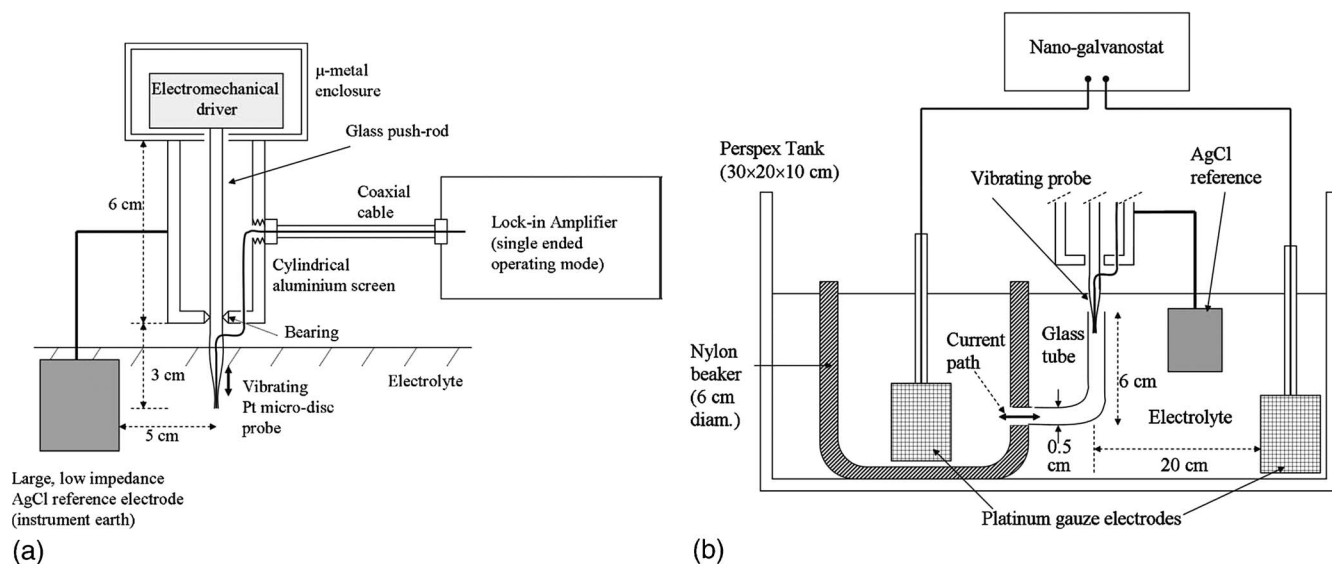 μ-metal
enclosure
Electromechanical
driver
Glass push-rod
6 cm
Coaxial
cable
Lock-in Amplifier
(single ended
operating mode)
Cylindrical
aluminium screen
Bearing
3 cm
Electrolyte
Vibrating
Pt micro-disc
probe
5 cm
Large, low impedance
AgCl reference electrode
(instrument earth)
(a)
Nano-galvanostat
Perspex Tank
(30×20×10 cm)
Vibrating probe
AgCl
reference
Nylon
beaker
(6 cm
diam.)
Current
path
Glass
tube
6 cm
Electrolyte
0.5
cm
20 cm
Platinum gauze electrodes
(b)